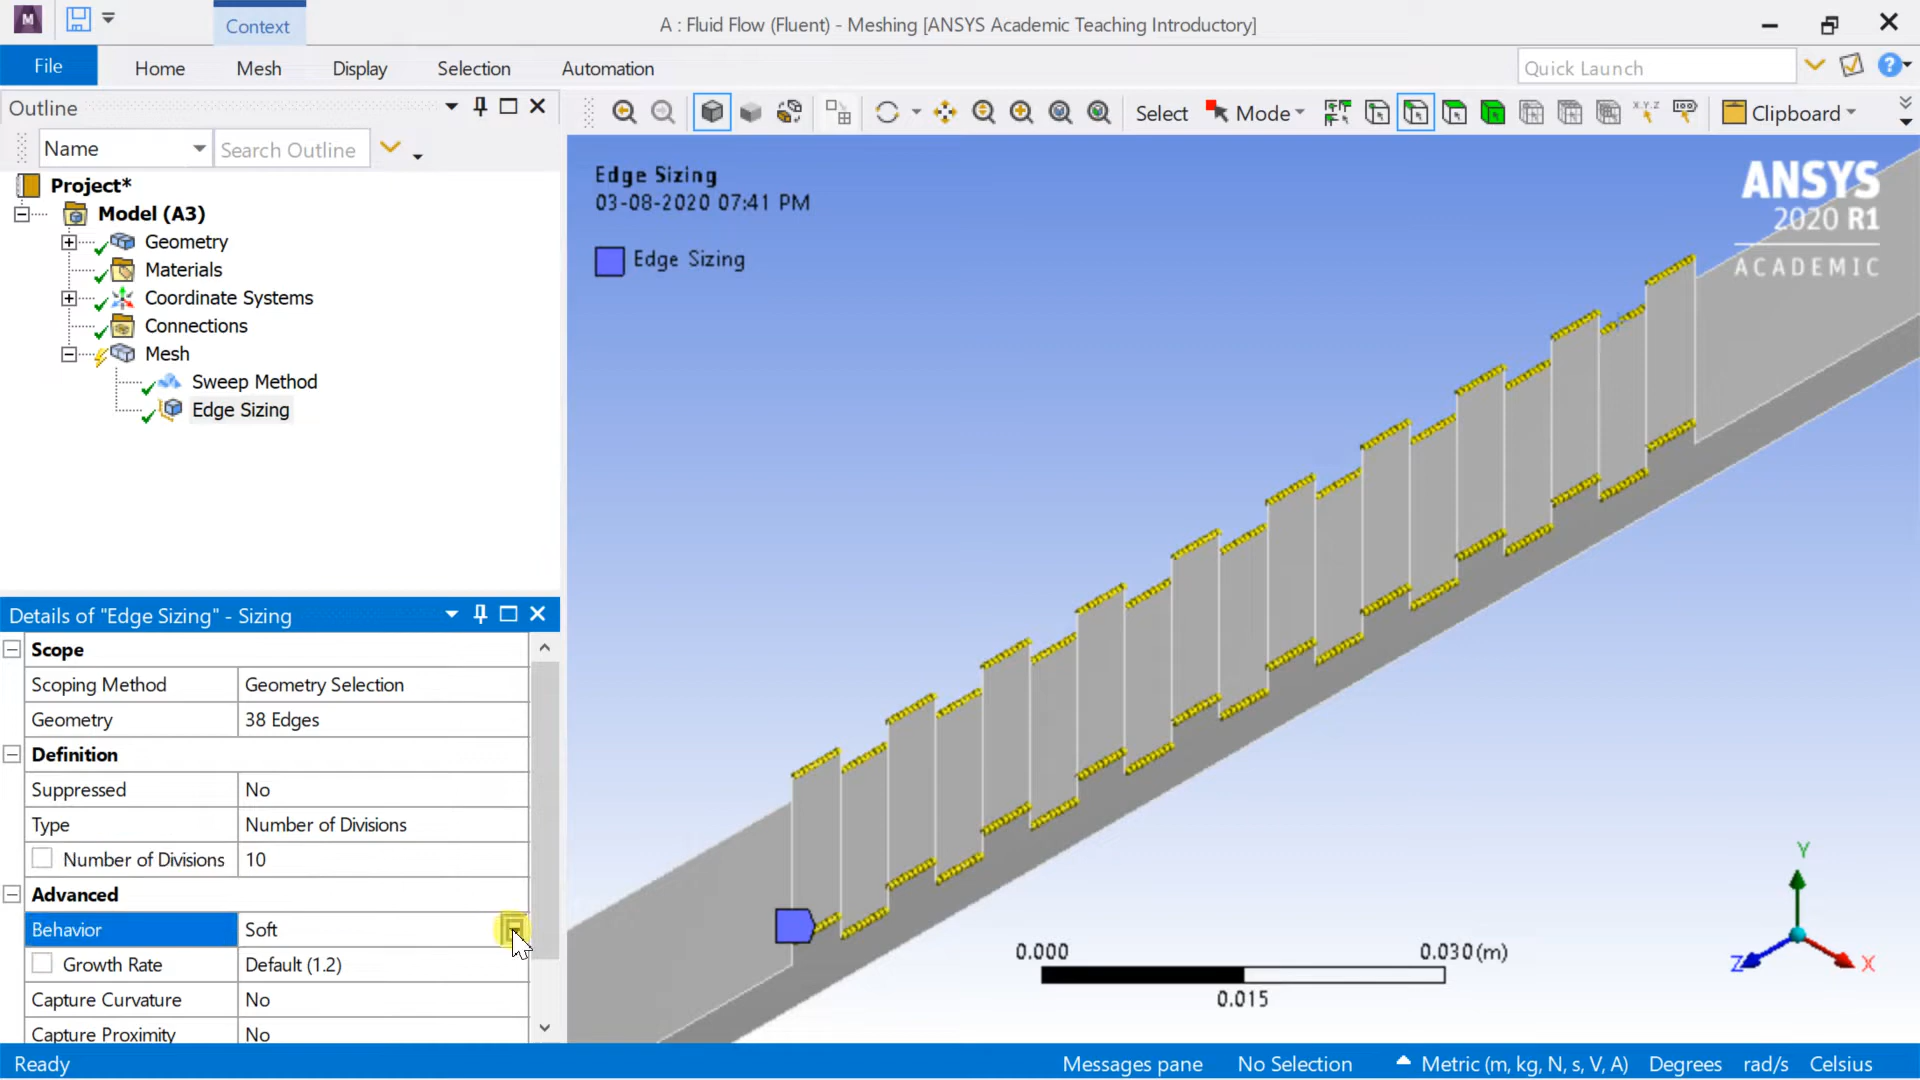 M
Context
A : Fluid Flow (Fluent) - Meshing [ANSYS Academic Teaching Introductory]
File
Home
Mesh
Display
Selection
Automation
Quick Launch
Outline
Select
Mode
Clipboard
Name
Search Outline
Project*
Model (A3)
Geometry
Materials
Coordinate Systems
Connections
Mesh
Sweep Method
Edge Sizing
Edge Sizing
03-08-2020 07:41 PM
Edge Sizing
ANSYS
2020 R1
ACADEMIC
Details of "Edge Sizing" - Sizing
Scope
Scoping Method Geometry Selection
Geometry 38 Edges
Definition
Suppressed No
Type Number of Divisions
Number of Divisions 10
Advanced
Behavior Soft
Growth Rate Default (1.2)
Capture Curvature No
Capture Proximity No
0.000 0.030(m)
0.015
Y
Z
X
Ready
Messages pane
No Selection
Metric (m, kg, N, s, V, A)
Degrees
rad/s
Celsius